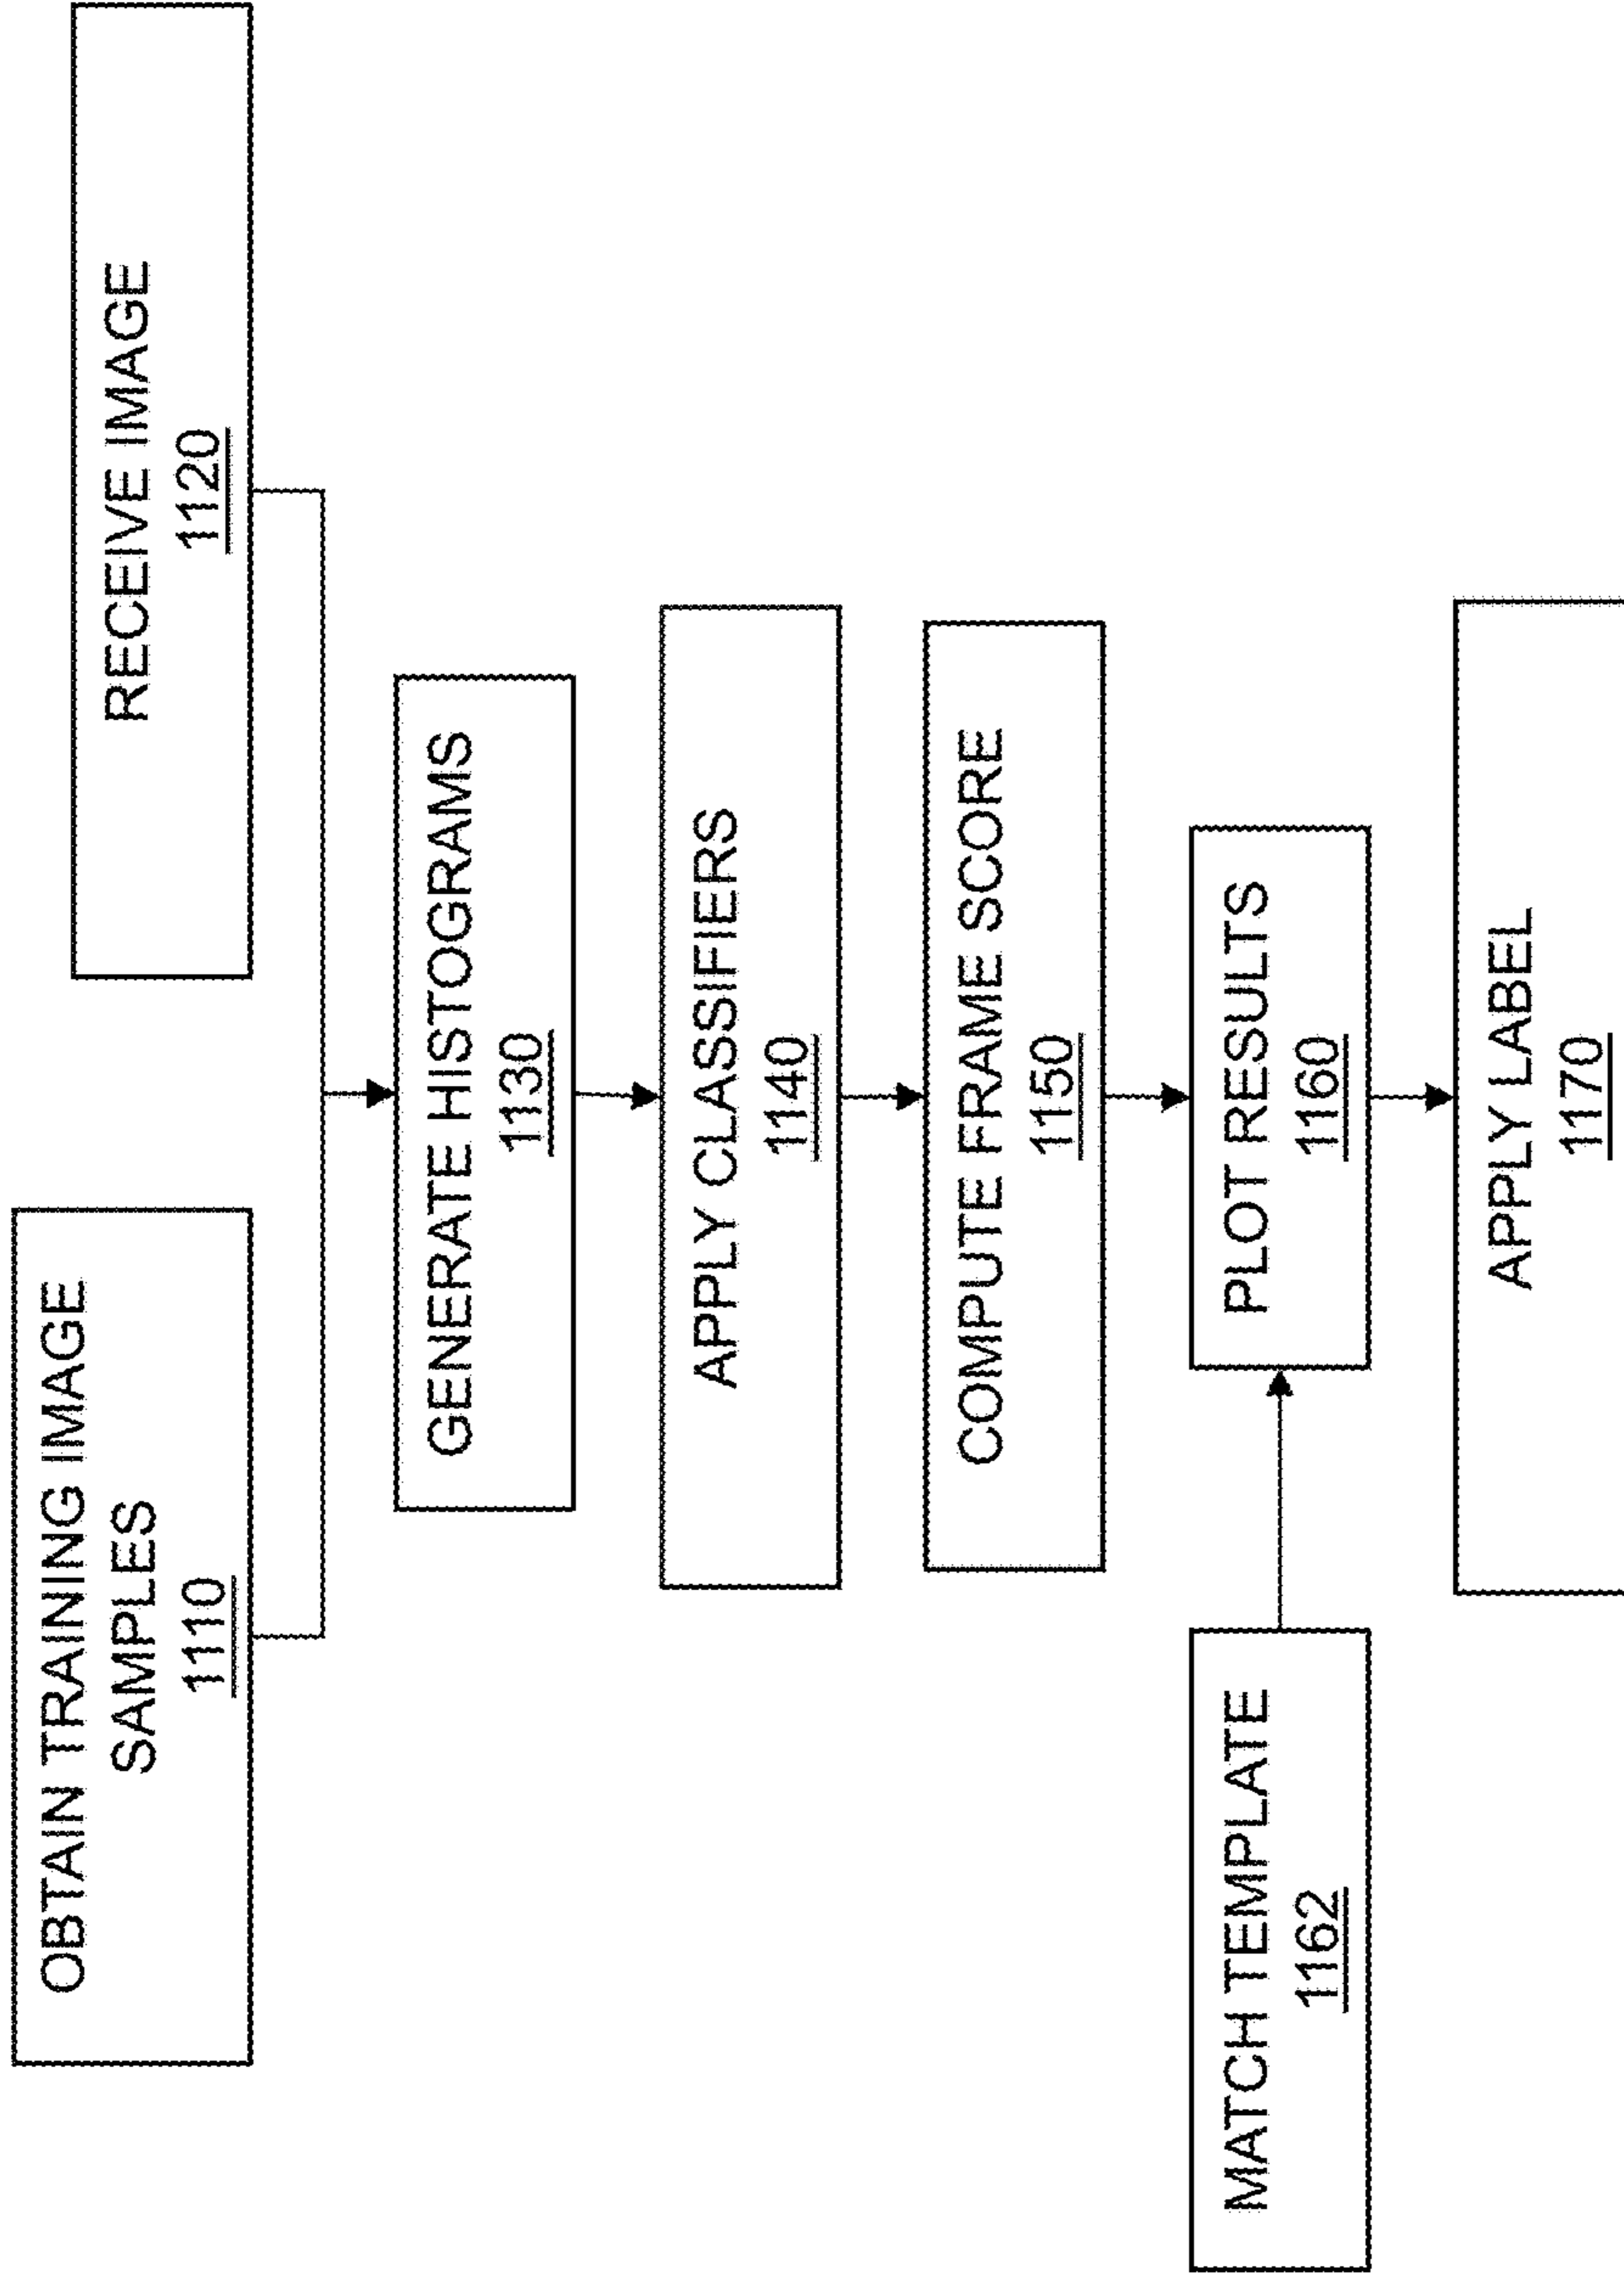 OBTAIN TRAINING IMAGE
SAMPLES
1110
RECEIVE IMAGE
1120
GENERATE HISTOGRAMS
1130
APPLY CLASSIFIERS
1140
COMPUTE FRAME SCORE
1150
MATCH TEMPLATE
1162
PLOT RESULTS
1160
APPLY LABEL
1170